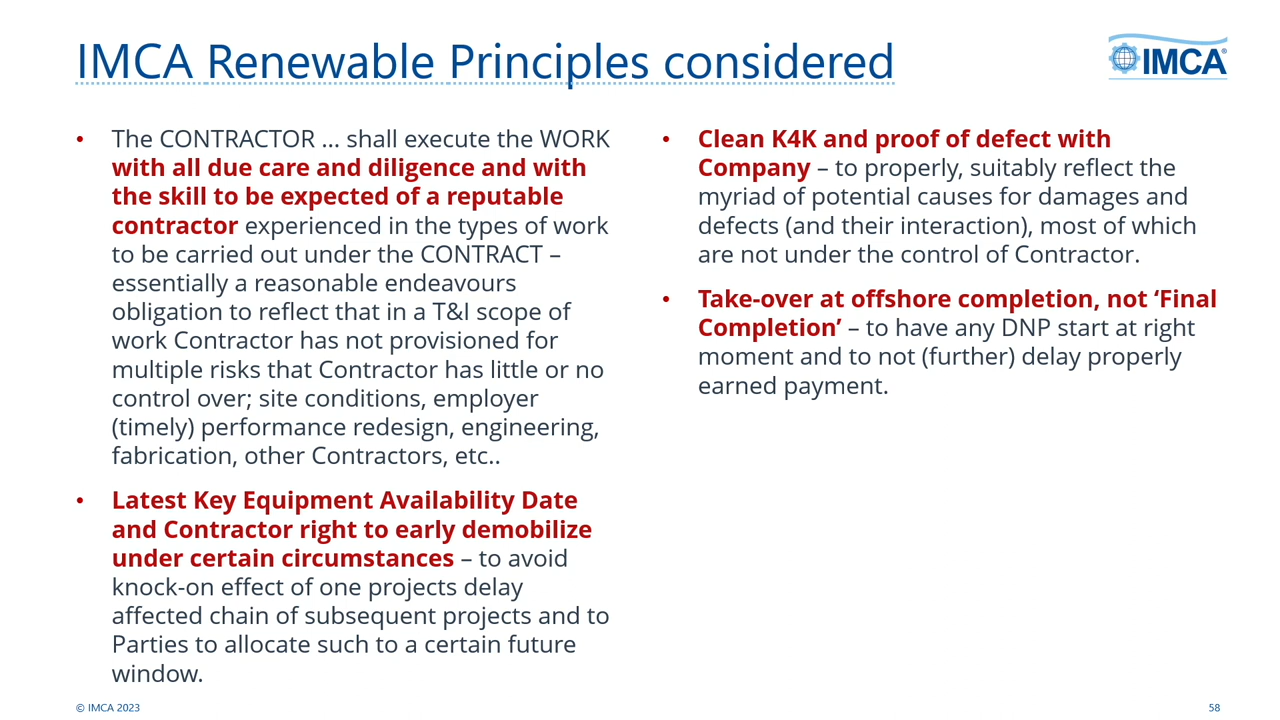 IMCA Renewable Principles considered
IMCA®
• The CONTRACTOR ... shall execute the WORK
with all due care and diligence and with
the skill to be expected of a reputable
contractor experienced in the types of work
to be carried out under the CONTRACT –
essentially a reasonable endeavours
obligation to reflect that in a T&I scope of
work Contractor has not provisioned for
multiple risks that Contractor has little or no
control over; site conditions, employer
(timely) performance redesign, engineering,
fabrication, other Contractors, etc..
• Latest Key Equipment Availability Date
and Contractor right to early demobilize
under certain circumstances – to avoid
knock-on effect of one projects delay
affected chain of subsequent projects and to
Parties to allocate such to a certain future
window.
• Clean K4K and proof of defect with
Company – to properly, suitably reflect the
myriad of potential causes for damages and
defects (and their interaction), most of which
are not under the control of Contractor.
• Take-over at offshore completion, not ‘Final
Completion’ – to have any DNP start at right
moment and to not (further) delay properly
earned payment.
© IMCA 2023
58